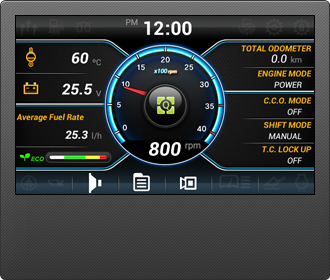 PM 12:00
60 °C
25.5 V
Average Fuel Rate
25.3 l/h
ECO
0
5
10
15
20
25
30
35
40
x100 rpm
800 rpm
TOTAL ODOMETER
0.0 km
ENGINE MODE
POWER
C.C.O. MODE
OFF
SHIFT MODE
MANUAL
T.C. LOCK UP
OFF